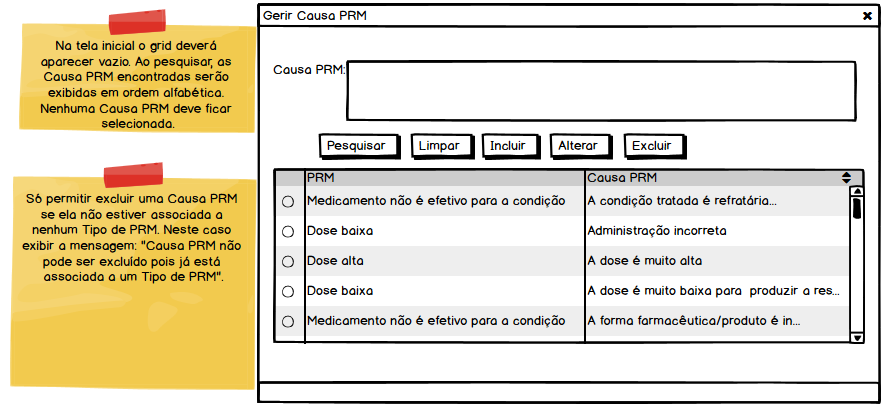 Na tela inicial o grid deverá
aparecer vazio. Ao pesquisar, as
Causa PRM encontradas serão
exibidas em ordem alfabética.
Nenhuma Causa PRM deve ficar
selecionada.
Só permitir excluir uma Causa PRM
se ela não estiver associada a
nenhum Tipo de PRM. Neste caso
exibir a mensagem: "Causa PRM não
pode ser excluído pois já está
associada a um Tipo de PRM".
Gerir Causa PRM
Causa PRM:
Pesquisar Limpar Incluir Alterar Excluir
PRM Causa PRM
Medicamento não é efetivo para a condição A condição tratada é refratária...
Dose baixa Administração incorreta
Dose alta A dose é muito alta
Dose baixa A dose é muito baixa para produzir a res...
Medicamento não é efetivo para a condição A forma farmacêutica/produto é in...